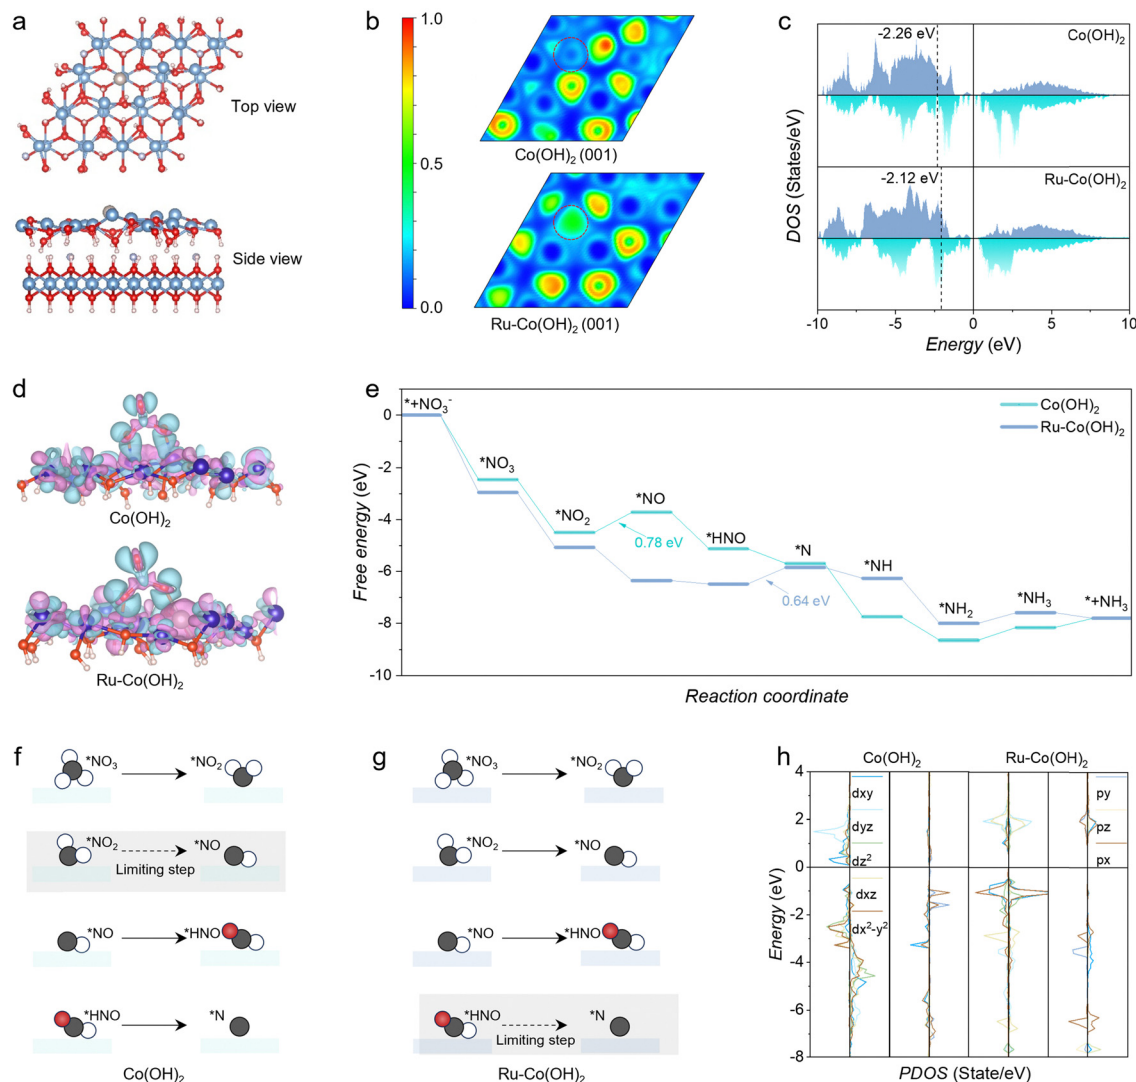 a
Top view
Side view
b
1.0
0.5
0.0
Co(OH)2 (001)
Ru-Co(OH)2 (001)
c
-2.26 eV
Co(OH)2
-2.12 eV
Ru-Co(OH)2
DOS (States/eV)
-10 -5 0 5 10
Energy (eV)
d
Co(OH)2
Ru-Co(OH)2
e
0
-2
-4
-6
-8
-10
Free energy (eV)
*+NO3-
*NO3
*NO2
*NO
*HNO
*N
*NH
*NH2
*NH3
*+NH3
0.78 eV
0.64 eV
Co(OH)2
Ru-Co(OH)2
Reaction coordinate
f
*NO3 *NO2
*NO2 *NO
Limiting step
*NO *HNO
*HNO *N
Co(OH)2
g
*NO3 *NO2
*NO2 *NO
*NO *HNO
*HNO *N
Limiting step
Ru-Co(OH)2
h
Co(OH)2 Ru-Co(OH)2
4
2
0
-2
-4
-6
-8
Energy (eV)
dxy
dyz
dz2
dxz
dx2-y2
py
pz
px
PDOS (State/eV)